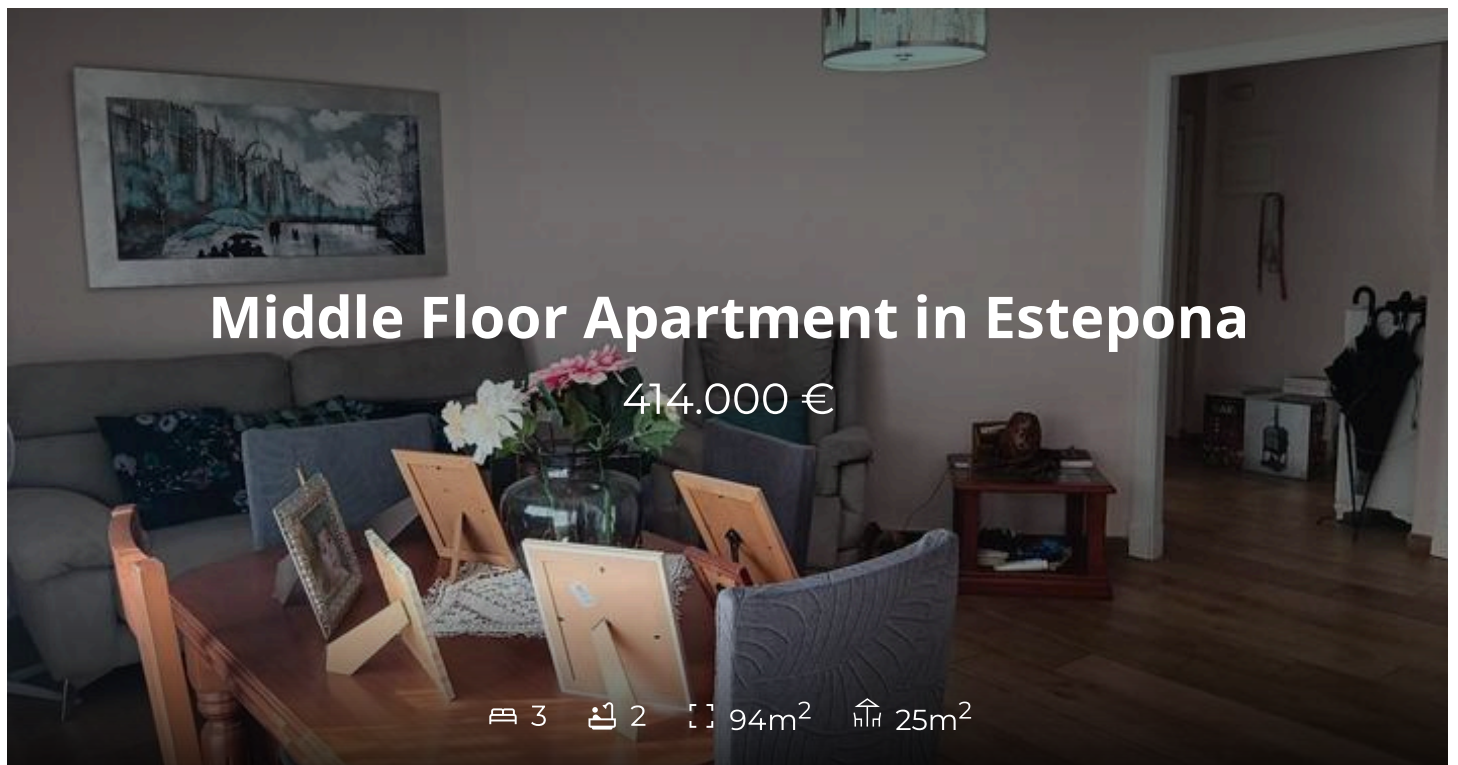 Middle Floor Apartment in Estepona
414.000 €
3 2 94m² 25m²